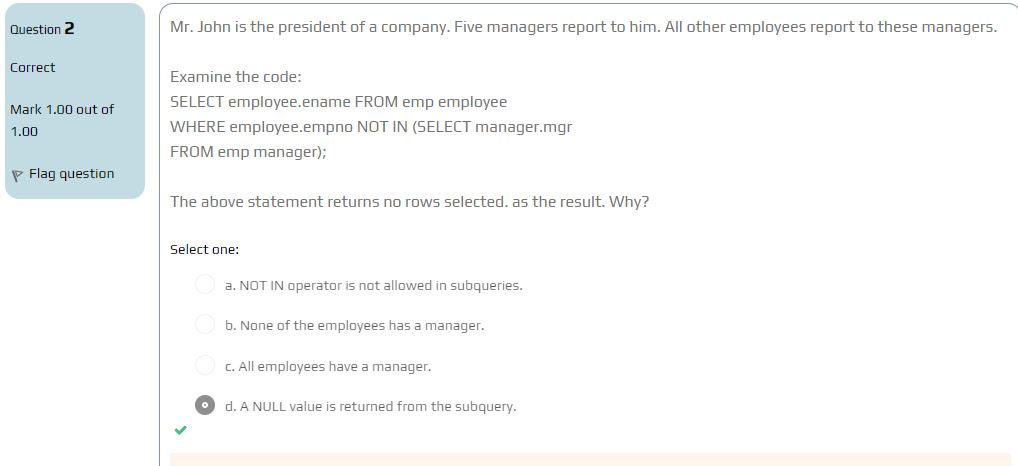 Question 2
Correct
Mark 1.00 out of
1.00
Flag question
Mr. John is the president of a company. Five managers report to him. All other employees report to these managers.
Examine the code:
SELECT employee.ename FROM emp employee
WHERE employee.empno NOT IN (SELECT manager.mgr
FROM emp manager);
The above statement returns no rows selected. as the result. Why?
Select one:
a. NOT IN operator is not allowed in subqueries.
b. None of the employees has a manager.
c. All employees have a manager.
d. A NULL value is returned from the subquery.